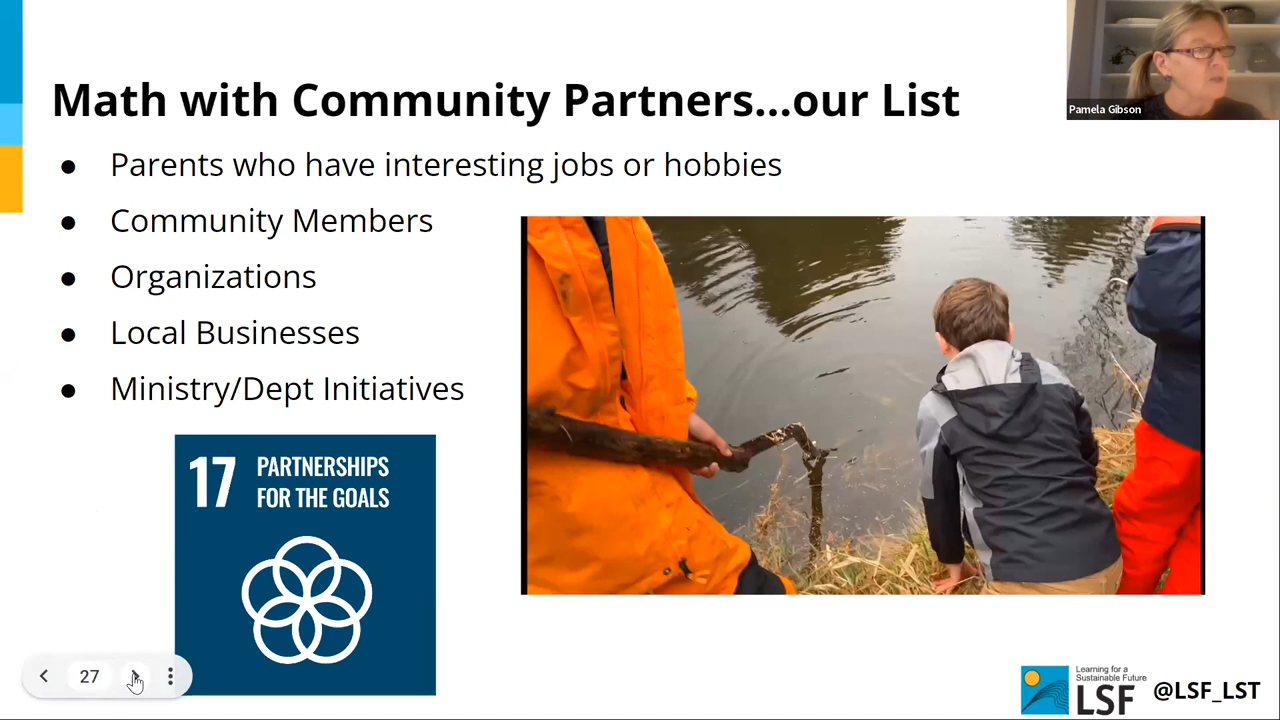 Math with Community Partners...our List
Pamela Gibson
● Parents who have interesting jobs or hobbies
● Community Members
● Organizations
● Local Businesses
● Ministry/Dept Initiatives
17 PARTNERSHIPS
FOR THE GOALS
27
Learning for a
Sustainable Future
LSF
@LSF_LST